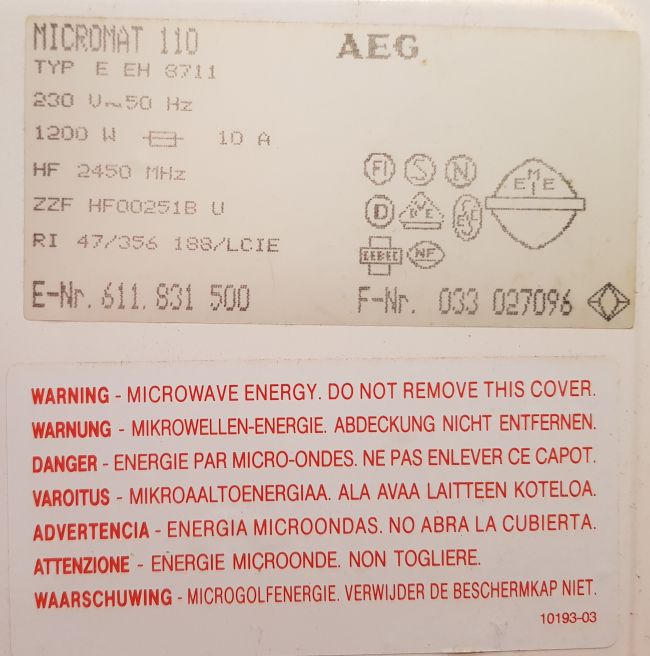 MICROMAT 110
AEG
TYP E EH 8711
230 V~50 Hz
1200 W 10 A
HF 2450 MHz
ZZF HF00251B U
RI 47/356 188/LCIE
FI S N
D VDE
CEBEC NF
E M I E
E-Nr. 611. 831 500
F-Nr. 033 027096
WARNING - MICROWAVE ENERGY. DO NOT REMOVE THIS COVER.
WARNUNG - MIKROWELLEN-ENERGIE. ABDECKUNG NICHT ENTFERNEN.
DANGER - ENERGIE PAR MICRO-ONDES. NE PAS ENLEVER CE CAPOT.
VAROITUS - MIKROAALTOENERGIAA. ALA AVAA LAITTEEN KOTELOA.
ADVERTENCIA - ENERGIA MICROONDAS. NO ABRA LA CUBIERTA.
ATTENZIONE - ENERGIE MICROONDE. NON TOGLIERE.
WAARSCHUWING - MICROGOLFENERGIE. VERWIJDER DE BESCHERMKAP NIET.
10193-03